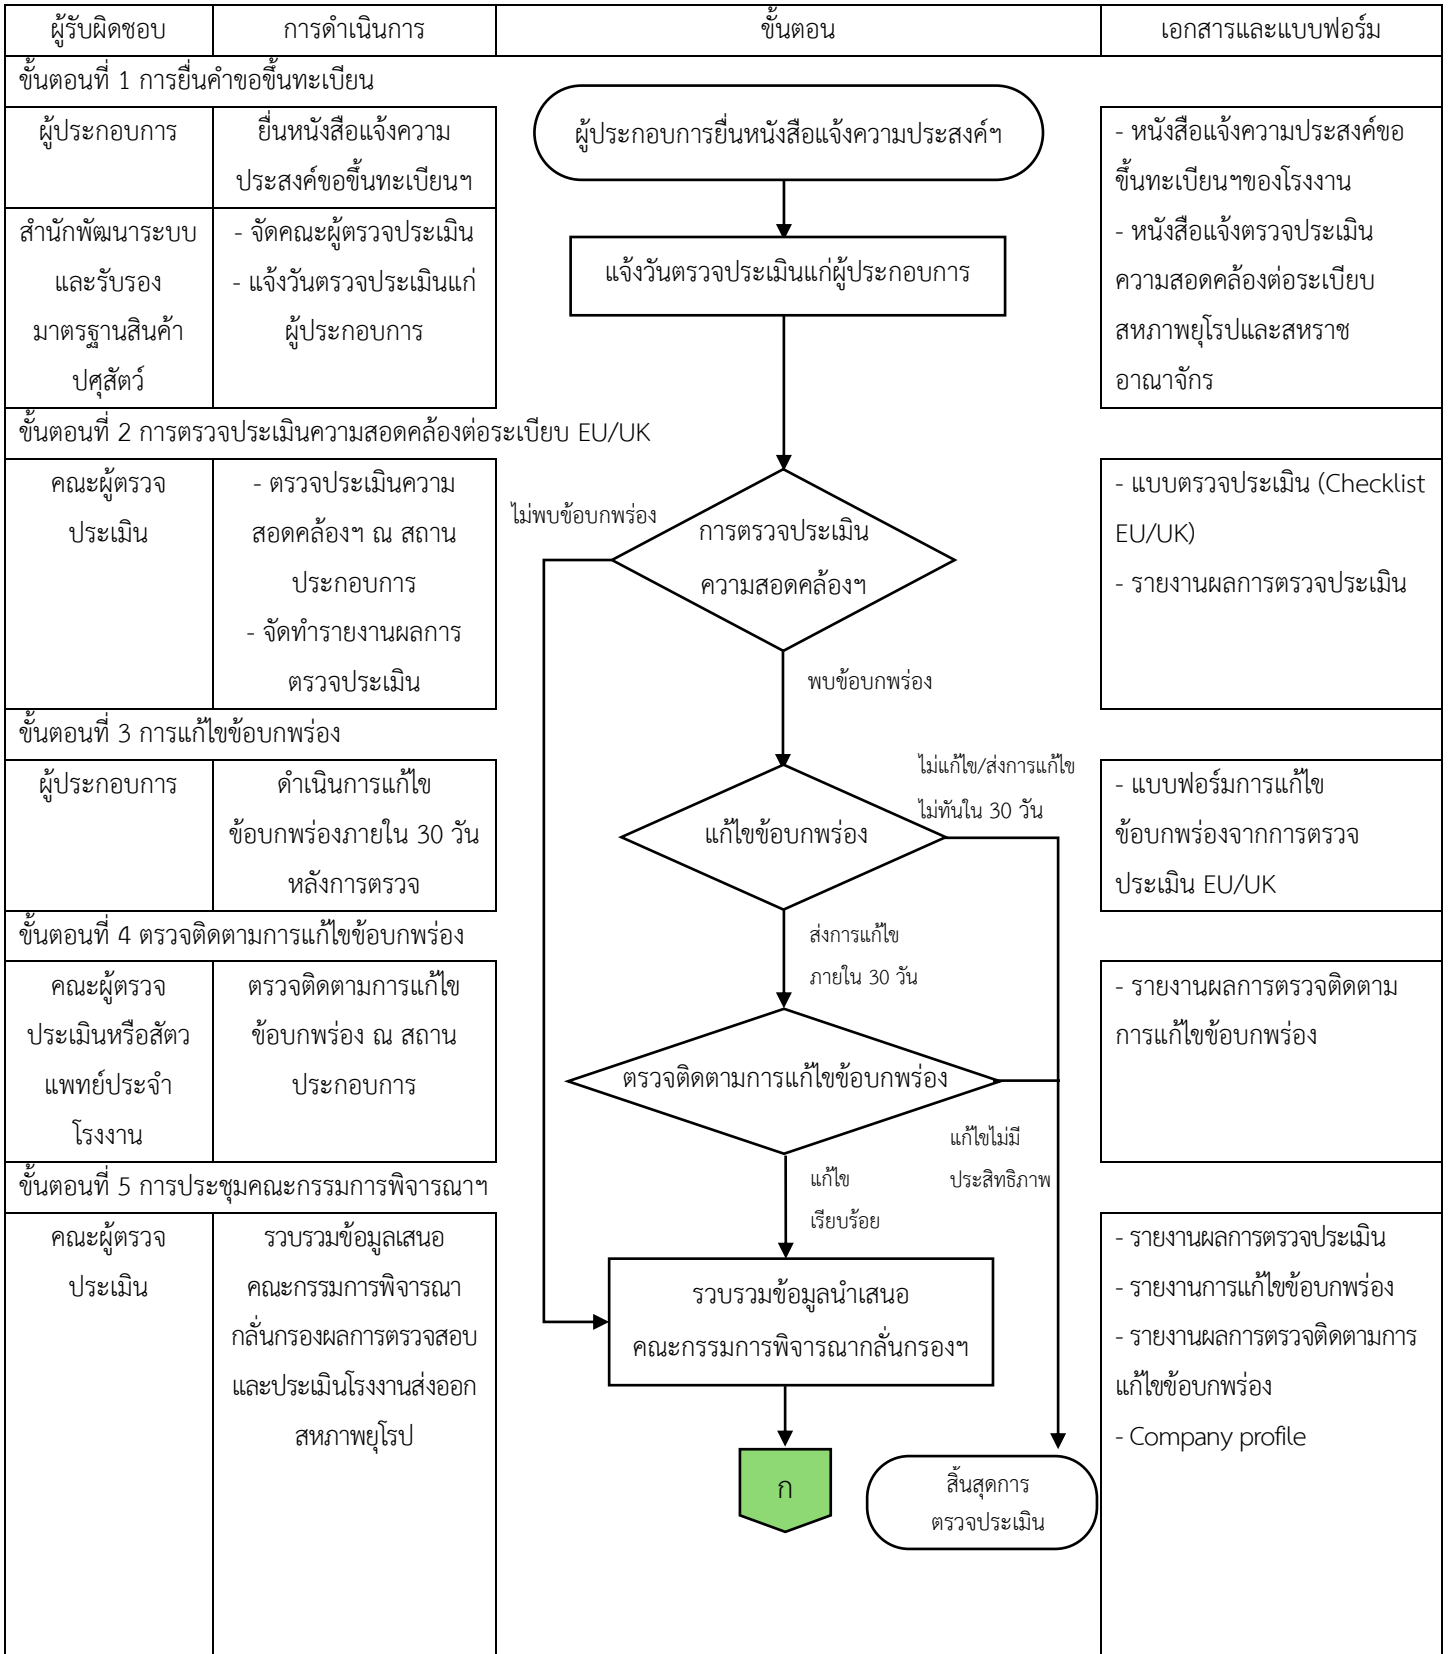 ผู้รับผิดชอบ
การดำเนินการ
ขั้นตอน
เอกสารและแบบฟอร์ม
ขั้นตอนที่ 1 การยื่นคำขอขึ้นทะเบียน
ผู้ประกอบการ
ยื่นหนังสือแจ้งความ
ประสงค์ขอขึ้นทะเบียนฯ
ผู้ประกอบการยื่นหนังสือแจ้งความประสงค์ฯ
- หนังสือแจ้งความประสงค์ขอ
ขึ้นทะเบียนฯของโรงงาน
- หนังสือแจ้งตรวจประเมิน
ความสอดคล้องต่อระเบียบ
สหภาพยุโรปและสหราช
อาณาจักร
สำนักพัฒนาระบบ
และรับรอง
มาตรฐานสินค้า
ปศุสัตว์
- จัดคณะผู้ตรวจประเมิน
- แจ้งวันตรวจประเมินแก่
ผู้ประกอบการ
แจ้งวันตรวจประเมินแก่ผู้ประกอบการ
ขั้นตอนที่ 2 การตรวจประเมินความสอดคล้องต่อระเบียบ EU/UK
คณะผู้ตรวจ
ประเมิน
- ตรวจประเมินความ
สอดคล้องฯ ณ สถาน
ประกอบการ
- จัดทำรายงานผลการ
ตรวจประเมิน
ไม่พบข้อบกพร่อง
การตรวจประเมิน
ความสอดคล้องฯ
พบข้อบกพร่อง
- แบบตรวจประเมิน (Checklist
EU/UK)
- รายงานผลการตรวจประเมิน
ขั้นตอนที่ 3 การแก้ไขข้อบกพร่อง
ผู้ประกอบการ
ดำเนินการแก้ไข
ข้อบกพร่องภายใน 30 วัน
หลังการตรวจ
ไม่แก้ไข/ส่งการแก้ไข
ไม่ทันใน 30 วัน
แก้ไขข้อบกพร่อง
ส่งการแก้ไข
ภายใน 30 วัน
- แบบฟอร์มการแก้ไข
ข้อบกพร่องจากการตรวจ
ประเมิน EU/UK
ขั้นตอนที่ 4 ตรวจติดตามการแก้ไขข้อบกพร่อง
คณะผู้ตรวจ
ประเมินหรือสัตว
แพทย์ประจำ
โรงงาน
ตรวจติดตามการแก้ไข
ข้อบกพร่อง ณ สถาน
ประกอบการ
ตรวจติดตามการแก้ไขข้อบกพร่อง
แก้ไขไม่มี
ประสิทธิภาพ
แก้ไข
เรียบร้อย
- รายงานผลการตรวจติดตาม
การแก้ไขข้อบกพร่อง
ขั้นตอนที่ 5 การประชุมคณะกรรมการพิจารณาฯ
คณะผู้ตรวจ
ประเมิน
รวบรวมข้อมูลเสนอ
คณะกรรมการพิจารณา
กลั่นกรองผลการตรวจสอบ
และประเมินโรงงานส่งออก
สหภาพยุโรป
รวบรวมข้อมูลนำเสนอ
คณะกรรมการพิจารณากลั่นกรองฯ
ก
สิ้นสุดการ
ตรวจประเมิน
- รายงานผลการตรวจประเมิน
- รายงานการแก้ไขข้อบกพร่อง
- รายงานผลการตรวจติดตามการ
แก้ไขข้อบกพร่อง
- Company profile